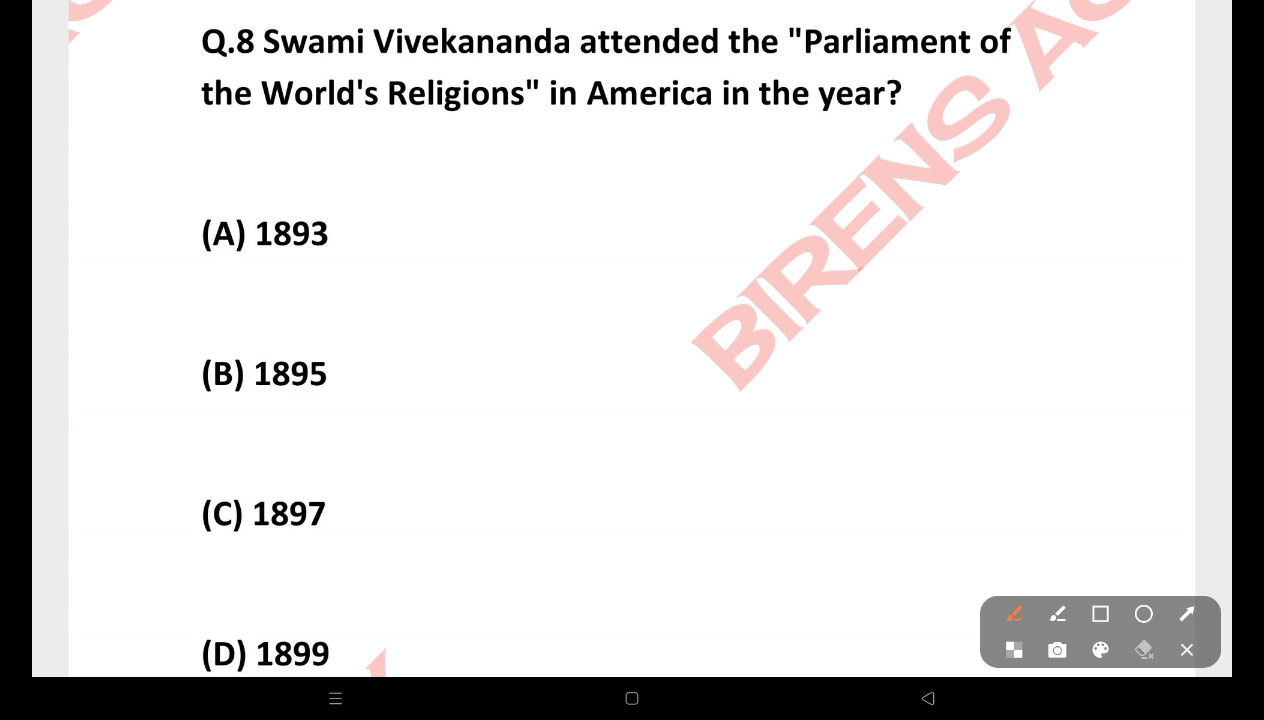 Q.8 Swami Vivekananda attended the "Parliament of
the World's Religions" in America in the year?
(A) 1893
(B) 1895
(C) 1897
(D) 1899
BIRENS